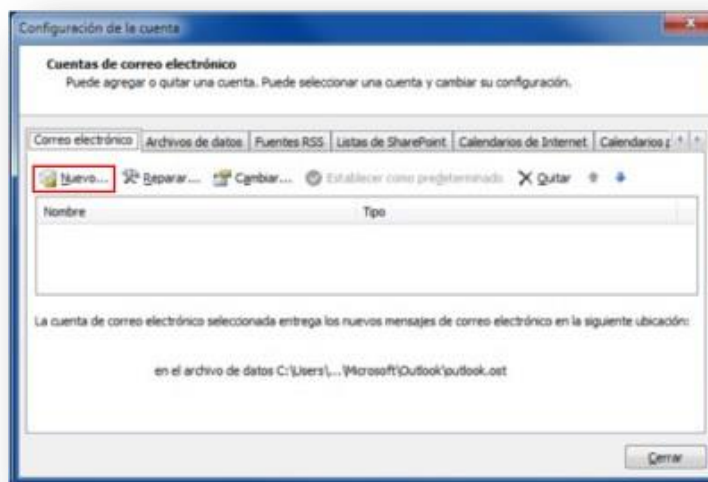 Configuración de la cuenta
Cuentas de correo electrónico
Puede agregar o quitar una cuenta. Puede seleccionar una cuenta y cambiar su configuración.
Correo electrónico Archivos de datos Fuentes RSS Listas de SharePoint Calendarios de Internet Calendarios p
Nuevo... Reparar... Cambiar... Establecer como predeterminado Quitar
Nombre Tipo
La cuenta de correo electrónico seleccionada entrega los nuevos mensajes de correo electrónico en la siguiente ubicación:
en el archivo de datos C:\Users\,,, \Microsoft\Outlook\outlook.ost
Cerrar